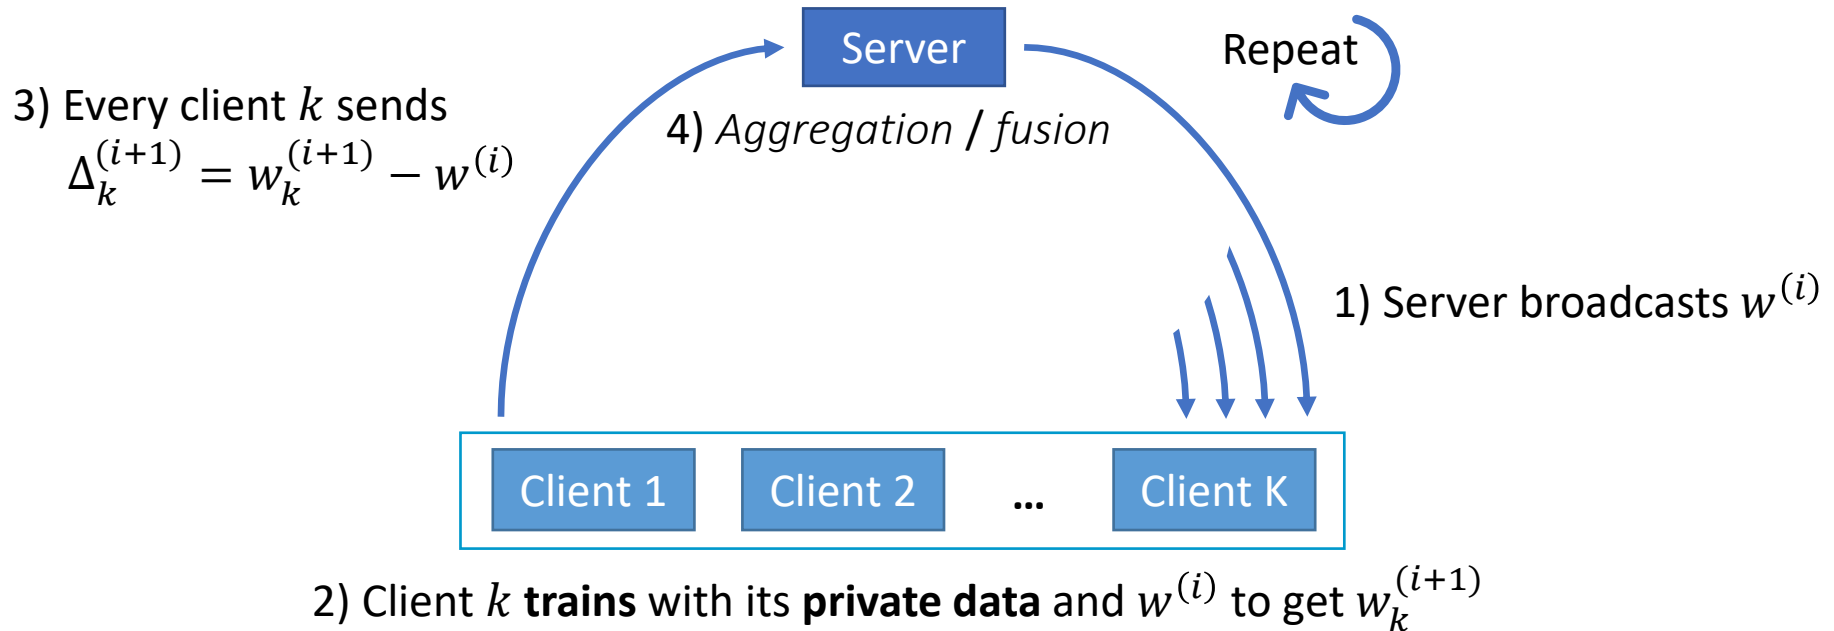 Server
Repeat
3) Every client k sends
Δ_k^{(i+1)} = w_k^{(i+1)} − w^{(i)}
4) Aggregation / fusion
1) Server broadcasts w^{(i)}
Client 1 Client 2 ... Client K
2) Client k trains with its private data and w^{(i)} to get w_k^{(i+1)}